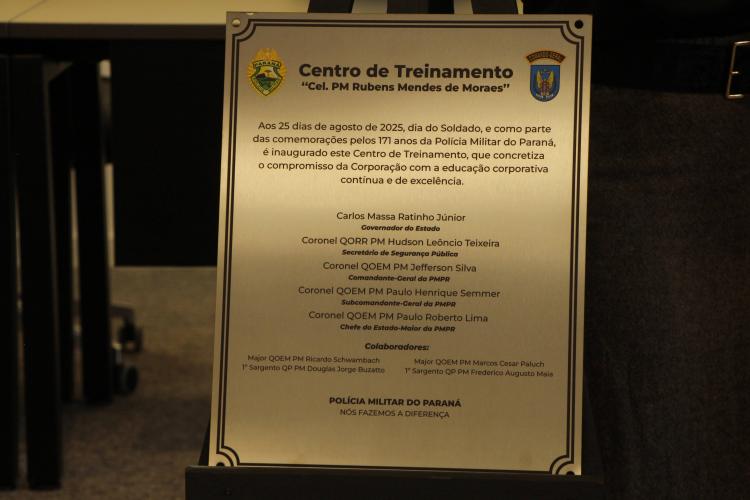 Centro de Treinamento
“Cel. PM Rubens Mendes de Moraes”
Aos 25 dias de agosto de 2025, dia do Soldado, e como parte
das comemorações pelos 171 anos da Polícia Militar do Paraná,
é inaugurado este Centro de Treinamento, que concretiza
o compromisso da Corporação com a educação corporativa
contínua e de excelência.
Carlos Massa Ratinho Júnior
Governador do Estado
Coronel QORR PM Hudson Leôncio Teixeira
Secretário de Segurança Pública
Coronel QOEM PM Jefferson Silva
Comandante-Geral da PMPR
Coronel QOEM PM Paulo Henrique Semmer
Subcomandante-Geral da PMPR
Coronel QOEM PM Paulo Roberto Lima
Chefe do Estado-Maior da PMPR
Colaboradores:
Major QOEM PM Ricardo Schwambach
1º Sargento QP PM Douglas Jorge Buzatto
Major QOEM PM Marcos Cesar Paluch
1º Sargento QP PM Frederico Augusto Maia
POLÍCIA MILITAR DO PARANÁ
NÓS FAZEMOS A DIFERENÇA
PARANÁ